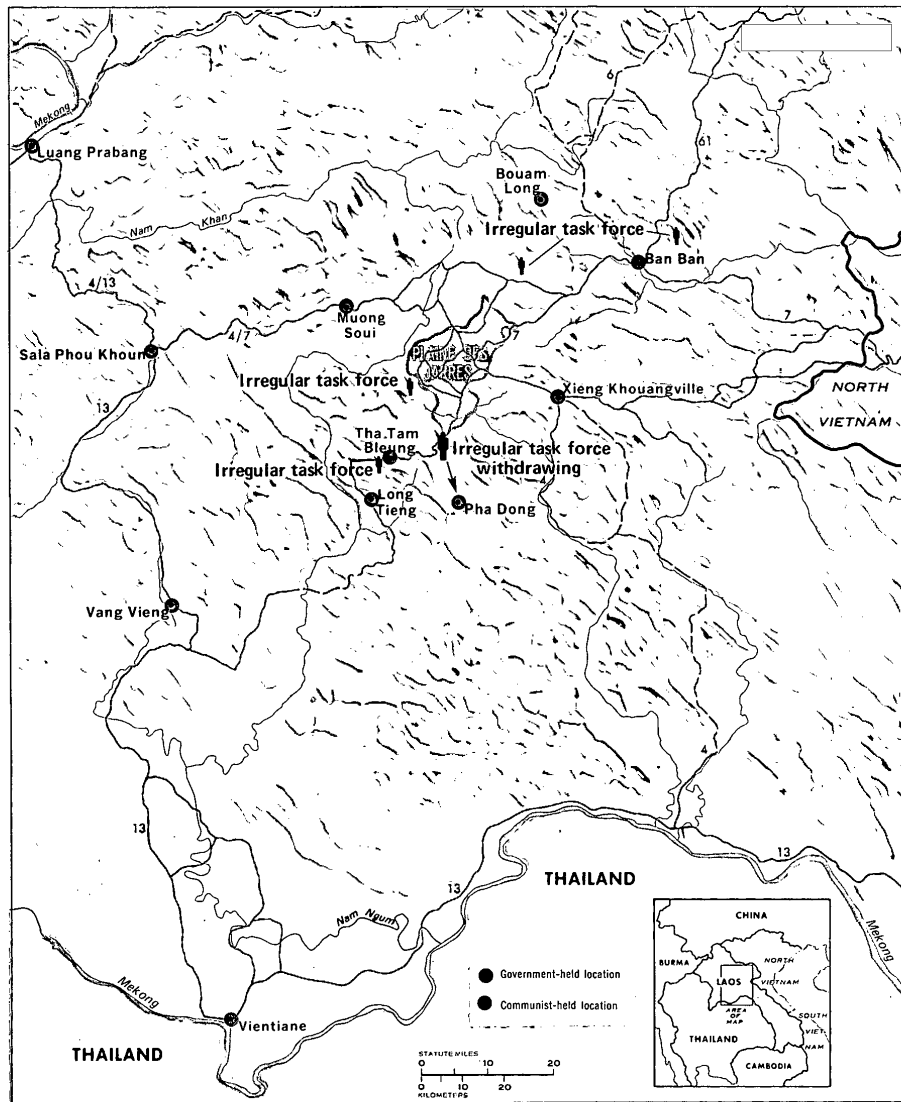 Mekong
Luang Prabang
6
61
Bouam
Long
Nam Khan
Irregular task force
Ban Ban
4/13
Muong
Soui
4/7
7
7
Sala Phou Khoun
PLAINE DES
JARRES
Irregular task force
Xieng Khouangville
NORTH
VIETNAM
13
Tha Tam
Bleung
Irregular task force
withdrawing
Irregular task force
Long
Tieng
Pha Dong
4
Vang Vieng
4
13
13
THAILAND
13
Nam Ngum
Mekong
Mekong
Government-held location
Communist-held location
Vientiane
THAILAND
STATUTE MILES
0 20
0 10 20
KILOMETERS
CHINA
BURMA
NORTH
VIETNAM
LAOS
AREA
OF
MAP
SOUTH
VIET-
NAM
THAILAND
CAMBODIA